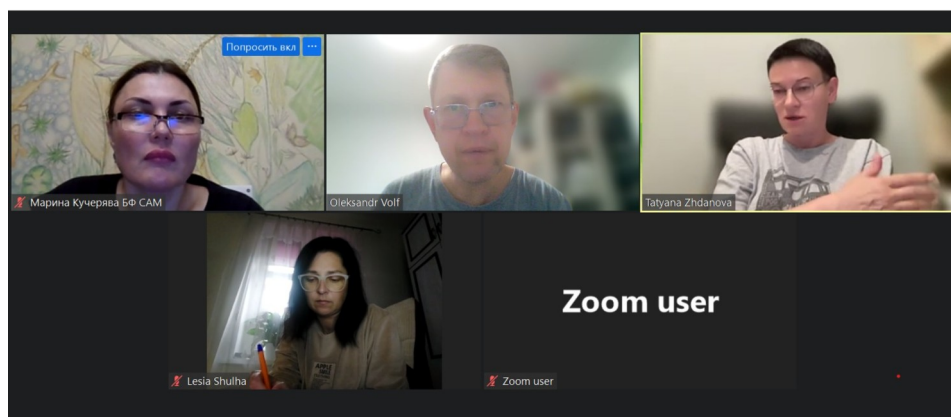 Попросить вкл ...
Марина Кучерява БФ САМ
Oleksandr Volf
Tatyana Zhdanova
Zoom user
Lesia Shulha
Zoom user